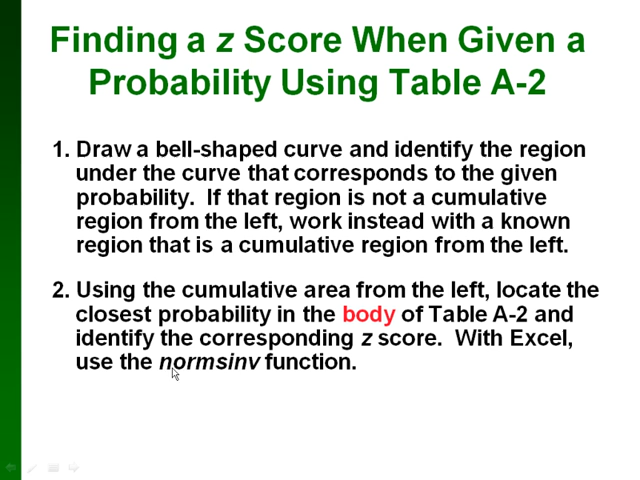 Finding a z Score When Given a
Probability Using Table A-2
1. Draw a bell-shaped curve and identify the region
under the curve that corresponds to the given
probability. If that region is not a cumulative
region from the left, work instead with a known
region that is a cumulative region from the left.
2. Using the cumulative area from the left, locate the
closest probability in the body of Table A-2 and
identify the corresponding z score. With Excel,
use the normsinv function.